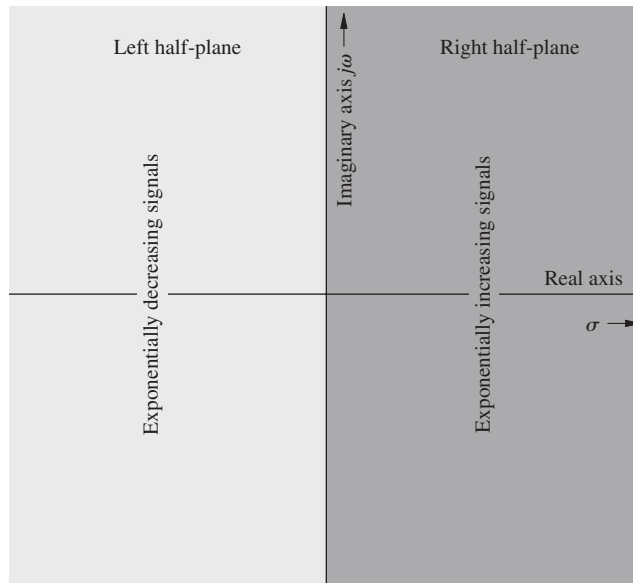 Left half-plane
Right half-plane
Imaginary axis jω
Exponentially decreasing signals
Exponentially increasing signals
Real axis
σ